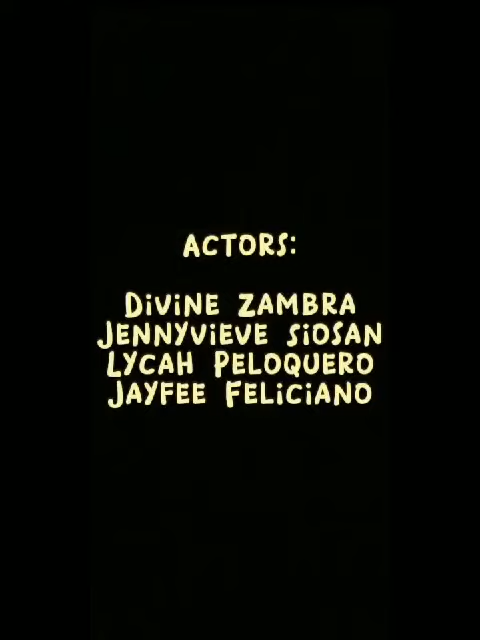 ACTORS:
DiViNE ZAMBRA
JENNYViEVE SiOSAN
LYCAH PELOQUERO
JAYFEE FELiCiANO